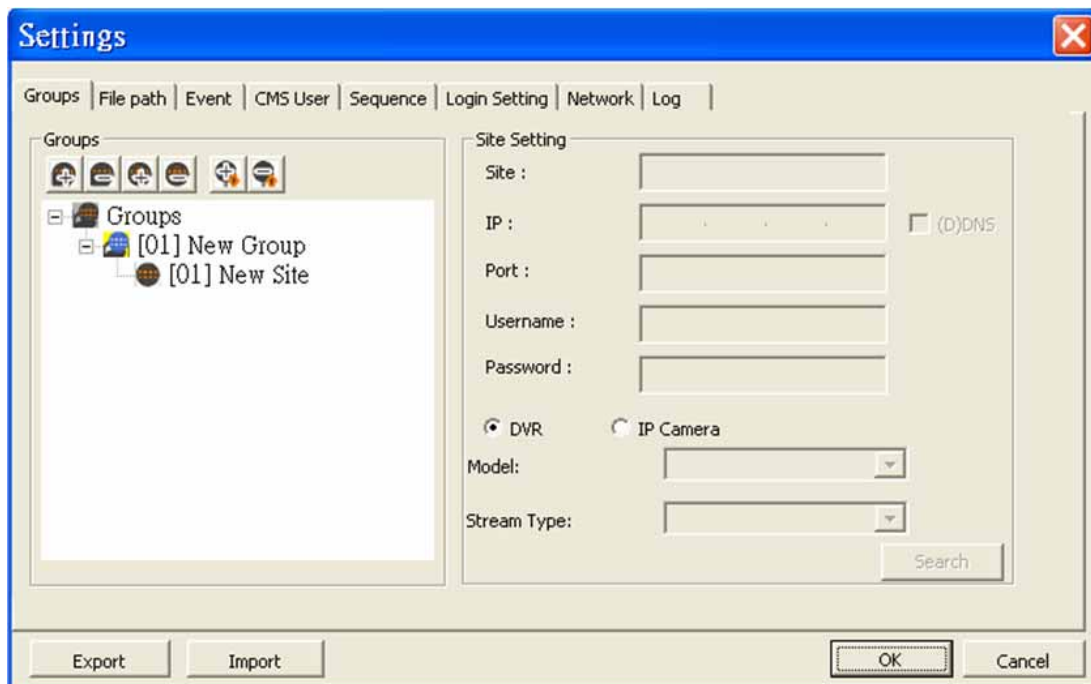 Settings
Groups File path Event CMS User Sequence Login Setting Network Log
Groups
Groups
[01] New Group
[01] New Site
Site Setting
Site :
IP :
(D)DNS
Port :
Username :
Password :
DVR
IP Camera
Model:
Stream Type:
Search
Export
Import
OK
Cancel